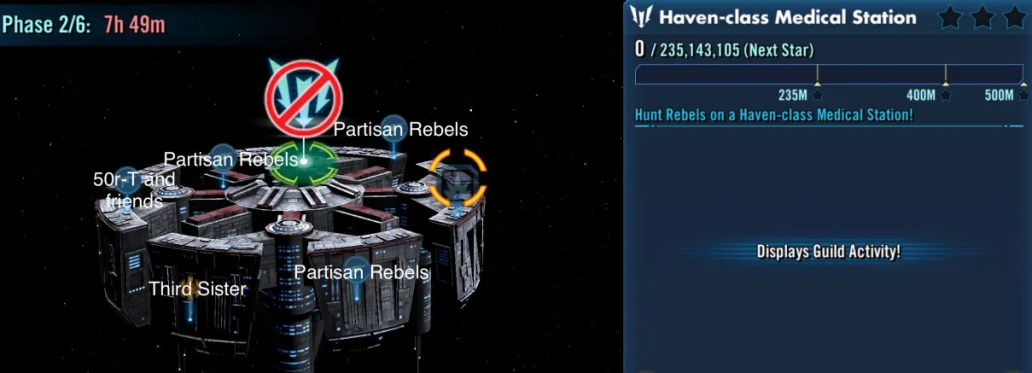 Phase 2/6: 7h 49m
Partisan Rebels
Partisan Rebels
50r-T and
friends
Third Sister
Partisan Rebels
Haven-class Medical Station
0 / 235,143,105 (Next Star)
235M 400M 500M
Hunt Rebels on a Haven-class Medical Station!
Displays Guild Activity!